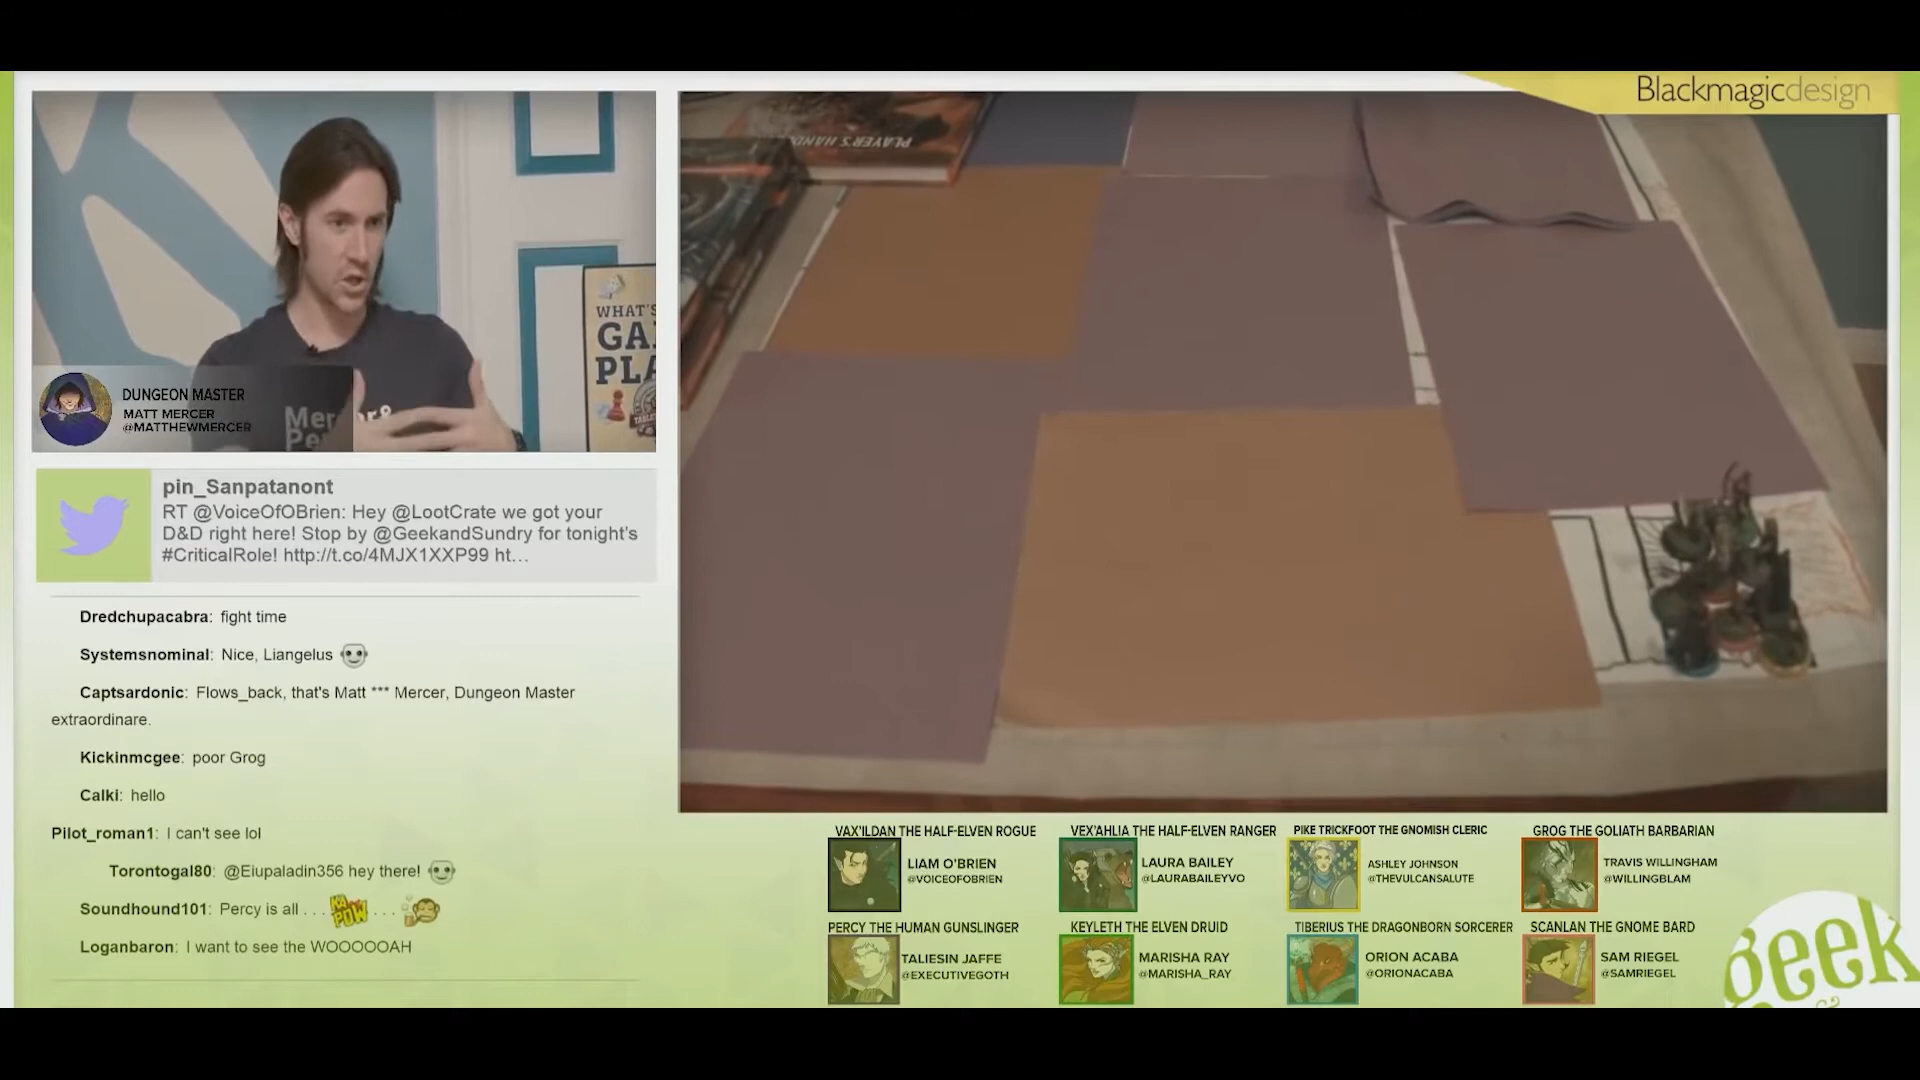 Blackmagicdesign
PLAYER'S
WHAT'S
DUNGEON MASTER
MATT MERCER
@MATTHEWMERCER
pin_Sanpatanont
RT @VoiceOfOBrien: Hey @LootCrate we got your
D&D right here! Stop by @GeekandSundry for tonight's
#CriticalRole! http://t.co/4MJX1XXP99 ht…
Dredchupacabra: fight time
Systemsnominal: Nice, Liangelus
Captsardonic: Flows_back, that's Matt *** Mercer, Dungeon Master
extraordinare.
Kickinmcgee: poor Grog
Calki: hello
Pilot_roman1: I can't see lol
Torontogal80: @Eiupaladin356 hey there!
Soundhound101: Percy is all . . . KA POW . . .
Loganbaron: I want to see the WOOOOOAH
VAX'ILDAN THE HALF-ELVEN ROGUE
LIAM O'BRIEN
@VOICEOFOBRIEN
VEX'AHLIA THE HALF-ELVEN RANGER
LAURA BAILEY
@LAURABAILEYVO
PIKE TRICKFOOT THE GNOMISH CLERIC
ASHLEY JOHNSON
@THEVULCANSALUTE
GROG THE GOLIATH BARBARIAN
TRAVIS WILLINGHAM
@WILLINGBLAM
PERCY THE HUMAN GUNSLINGER
TALIESIN JAFFE
@EXECUTIVEGOTH
KEYLETH THE ELVEN DRUID
MARISHA RAY
@MARISHA_RAY
TIBERIUS THE DRAGONBORN SORCERER
ORION ACABA
@ORIONACABA
SCANLAN THE GNOME BARD
SAM RIEGEL
@SAMRIEGEL
geek
&